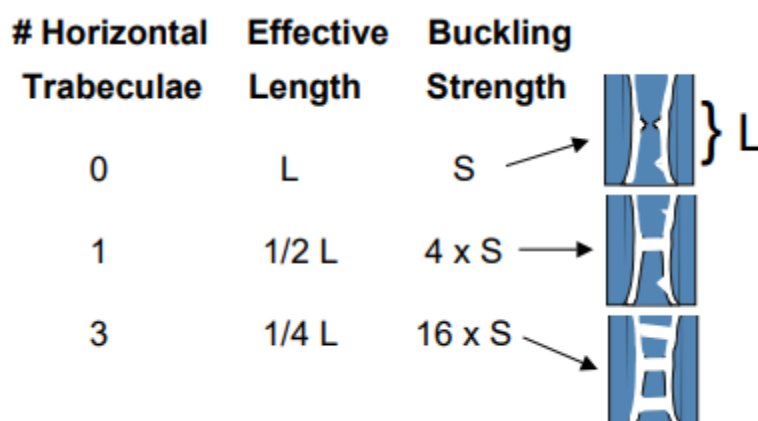 # Horizontal Effective Buckling
Trabeculae Length Strength
} L
0 L S
1 1/2 L 4 x S
3 1/4 L 16 x S